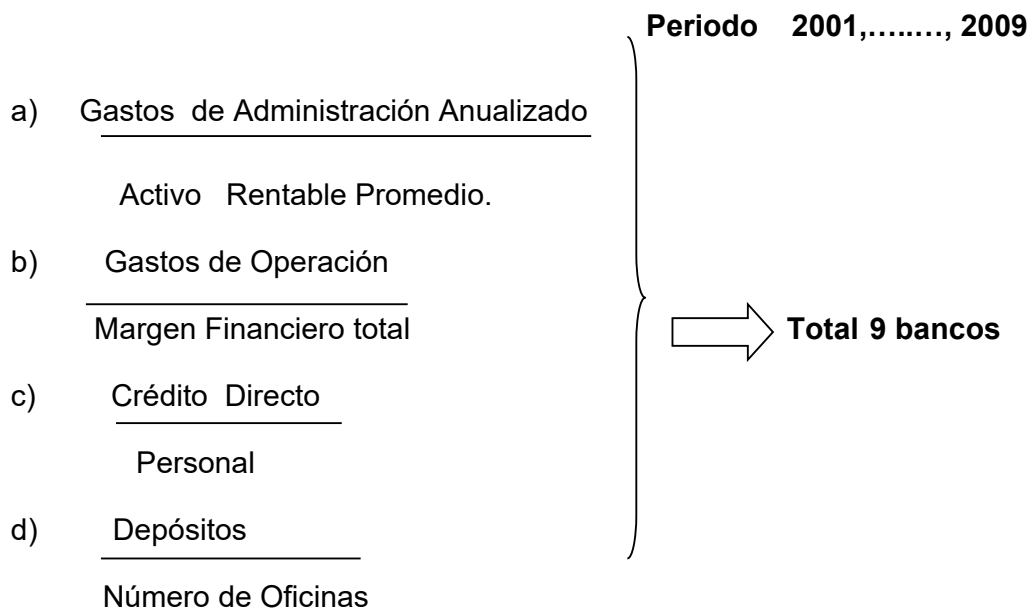 Periodo 2001,…..…, 2009
a) Gastos de Administración Anualizado
Activo Rentable Promedio.
b) Gastos de Operación
Margen Financiero total
Total 9 bancos
c) Crédito Directo
Personal
d) Depósitos
Número de Oficinas